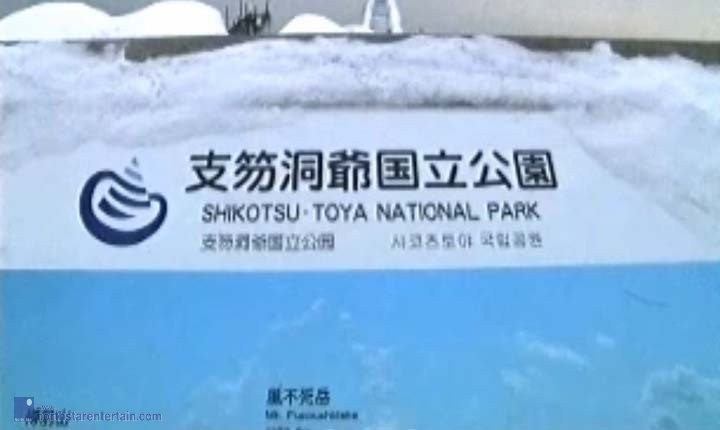 支笏洞爺国立公園
SHIKOTSU·TOYA NATIONAL PARK
支笏洞爺国立公园 시코츠토야 국립공원
風不死岳
Mt.